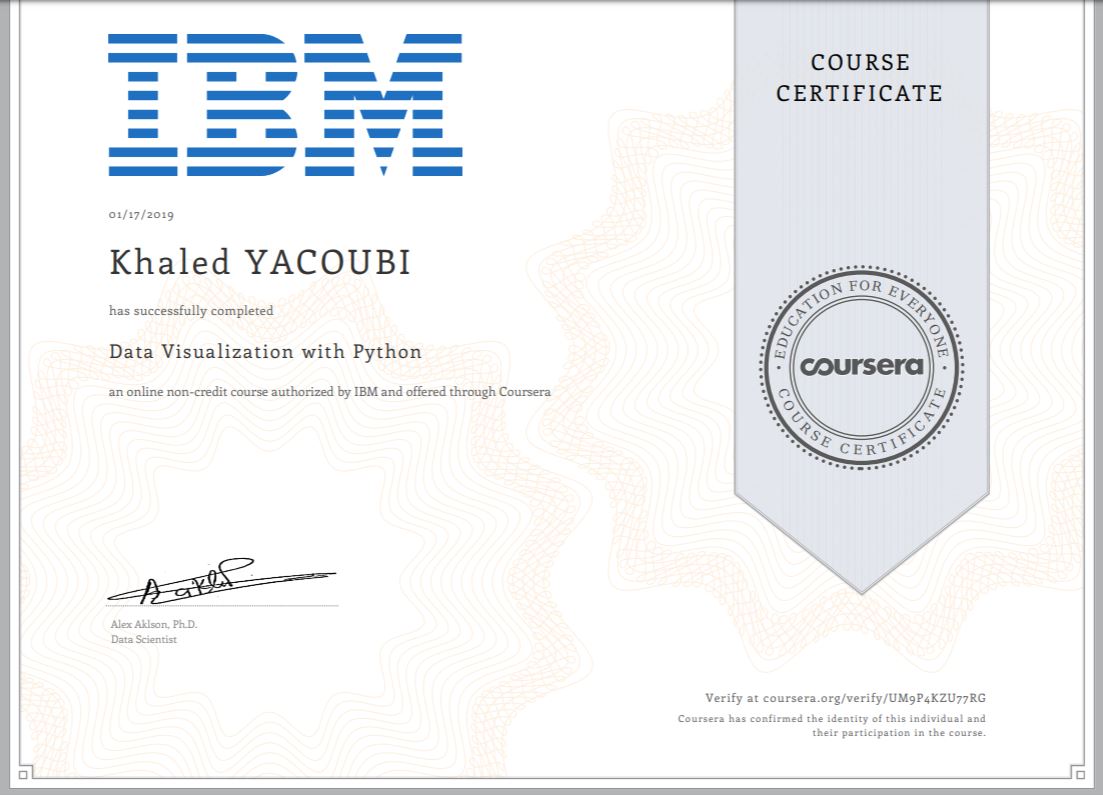 IBM
COURSE
CERTIFICATE
01/17/2019
Khaled YACOUBI
has successfully completed
Data Visualization with Python
an online non-credit course authorized by IBM and offered through Coursera
EDUCATION FOR EVERYONE
coursera
COURSE CERTIFICATE
Alex Aklson, Ph.D.
Data Scientist
Verify at coursera.org/verify/UM9P4KZU77RG
Coursera has confirmed the identity of this individual and
their participation in the course.